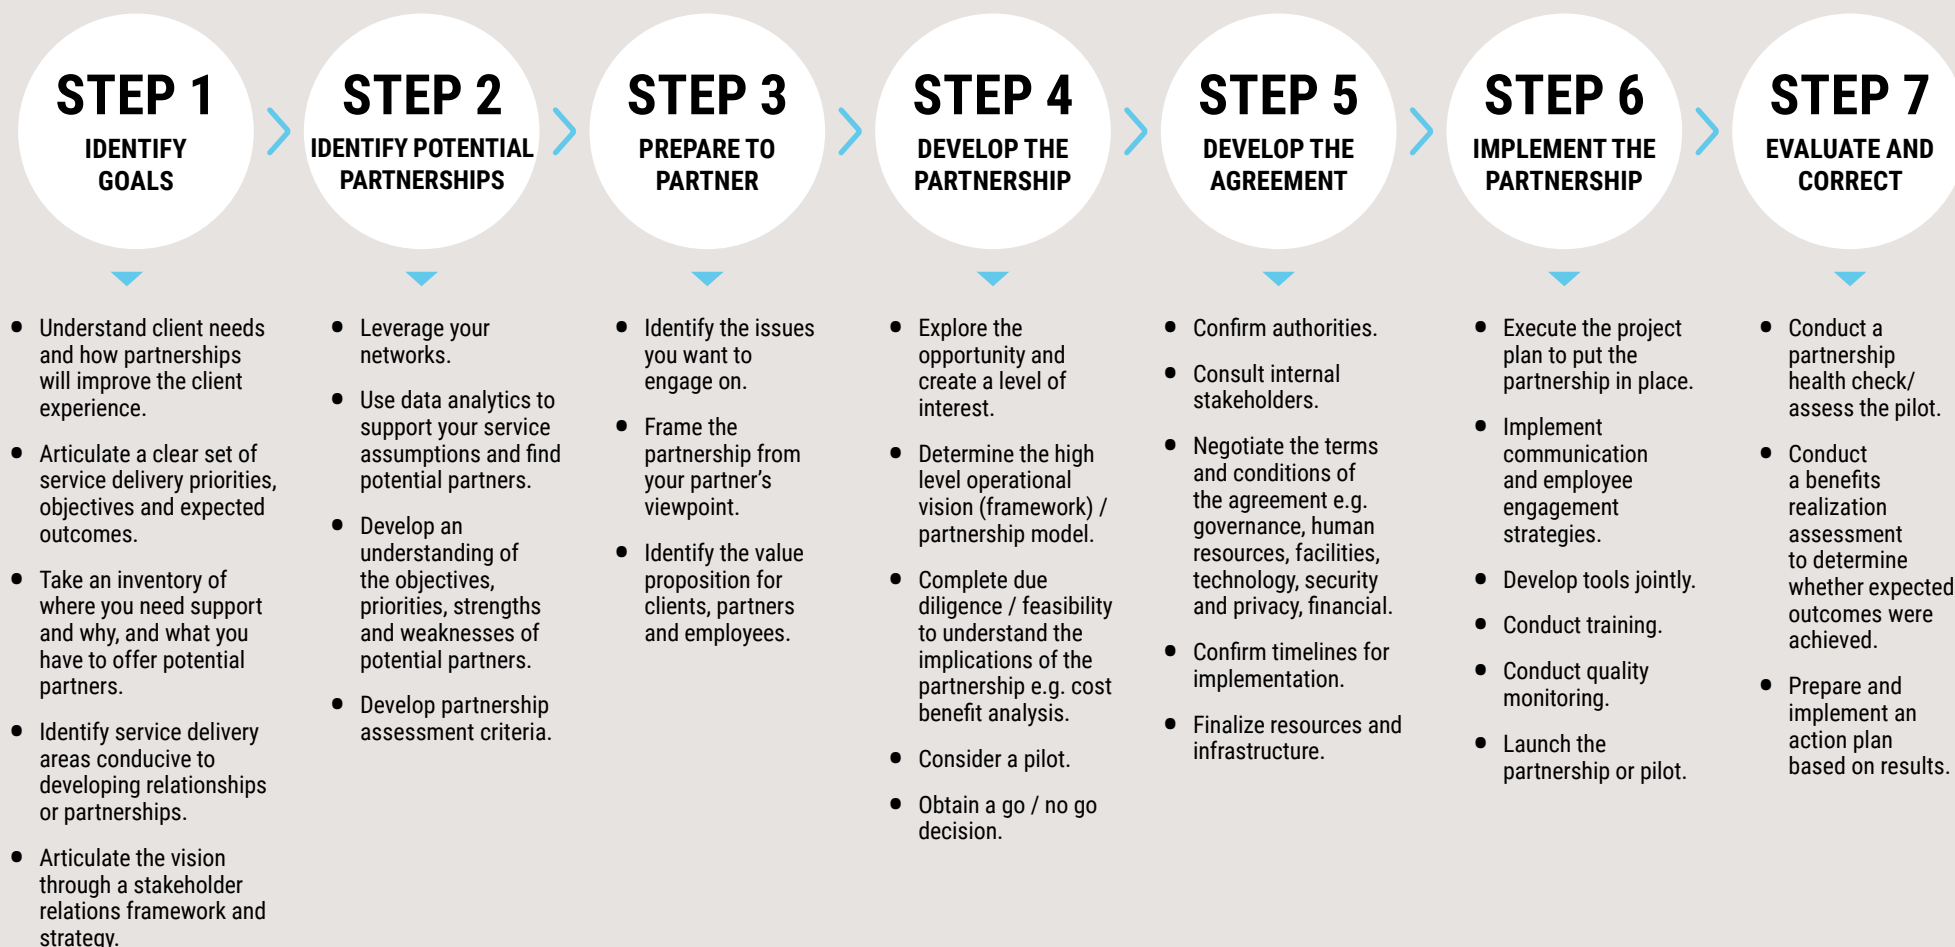 STEP 1
IDENTIFY
GOALS
• Understand client needs
and how partnerships
will improve the client
experience.
• Articulate a clear set of
service delivery priorities,
objectives and expected
outcomes.
• Take an inventory of
where you need support
and why, and what you
have to offer potential
partners.
• Identify service delivery
areas conducive to
developing relationships
or partnerships.
• Articulate the vision
through a stakeholder
relations framework and
strategy.
STEP 2
IDENTIFY POTENTIAL
PARTNERSHIPS
• Leverage your
networks.
• Use data analytics to
support your service
assumptions and find
potential partners.
• Develop an
understanding of
the objectives,
priorities, strengths
and weaknesses of
potential partners.
• Develop partnership
assessment criteria.
STEP 3
PREPARE TO
PARTNER
• Identify the issues
you want to
engage on.
• Frame the
partnership from
your partner's
viewpoint.
• Identify the value
proposition for
clients, partners
and employees.
STEP 4
DEVELOP THE
PARTNERSHIP
• Explore the
opportunity and
create a level of
interest.
• Determine the high
level operational
vision (framework) /
partnership model.
• Complete due
diligence / feasibility
to understand the
implications of the
partnership e.g. cost
benefit analysis.
• Consider a pilot.
• Obtain a go / no go
decision.
STEP 5
DEVELOP THE
AGREEMENT
• Confirm authorities.
• Consult internal
stakeholders.
• Negotiate the terms
and conditions of
the agreement e.g.
governance, human
resources, facilities,
technology, security
and privacy, financial.
• Confirm timelines for
implementation.
• Finalize resources and
infrastructure.
STEP 6
IMPLEMENT THE
PARTNERSHIP
• Execute the project
plan to put the
partnership in place.
• Implement
communication
and employee
engagement
strategies.
• Develop tools jointly.
• Conduct training.
• Conduct quality
monitoring.
• Launch the
partnership or pilot.
STEP 7
EVALUATE AND
CORRECT
• Conduct a
partnership
health check/
assess the pilot.
• Conduct
a benefits
realization
assessment
to determine
whether expected
outcomes were
achieved.
• Prepare and
implement an
action plan
based on results.